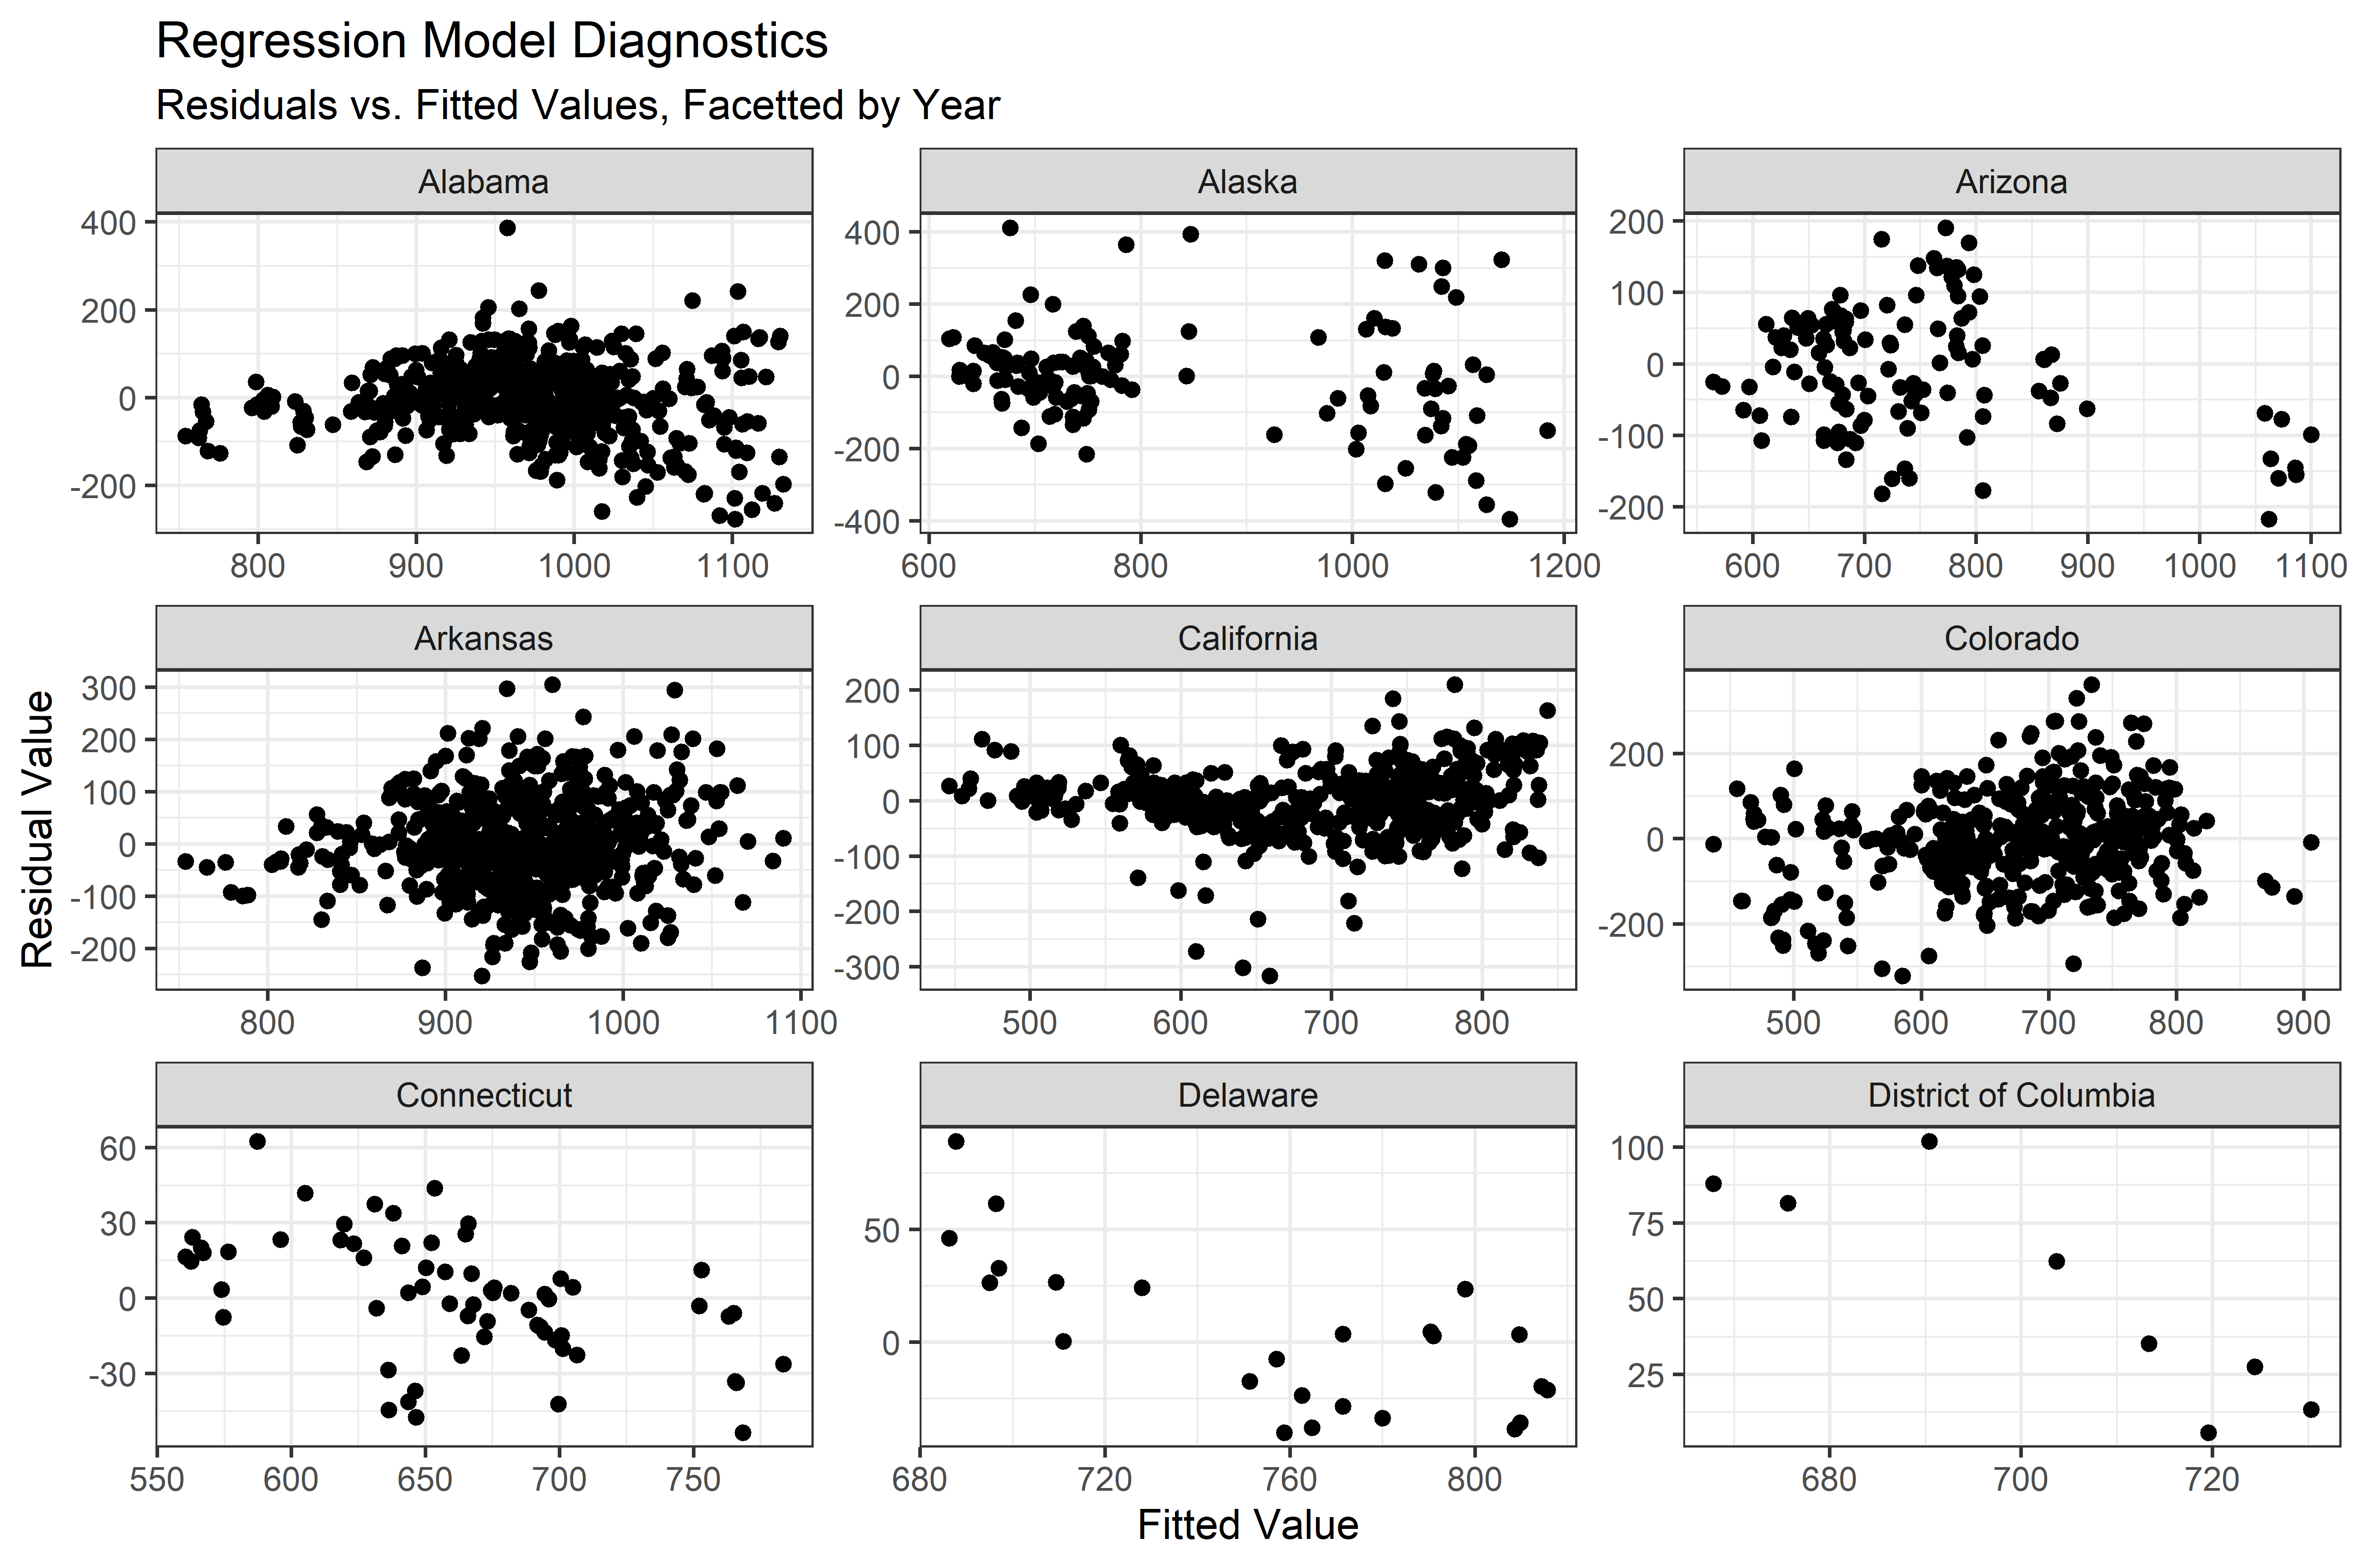 Regression Model Diagnostics
Residuals vs. Fitted Values, Facetted by Year
Alabama
Alaska
Arizona
400
200
0
-200
800 900 1000 1100
400
200
0
-200
-400
600 800 1000 1200
200
100
0
-100
-200
600 700 800 900 1000 1100
Residual Value
Arkansas
California
Colorado
300
200
100
0
-100
-200
800 900 1000 1100
200
100
0
-100
-200
-300
500 600 700 800
200
0
-200
500 600 700 800 900
Connecticut
Delaware
District of Columbia
60
30
0
-30
550 600 650 700 750
50
0
680 720 760 800
100
75
50
25
680 700 720
Fitted Value